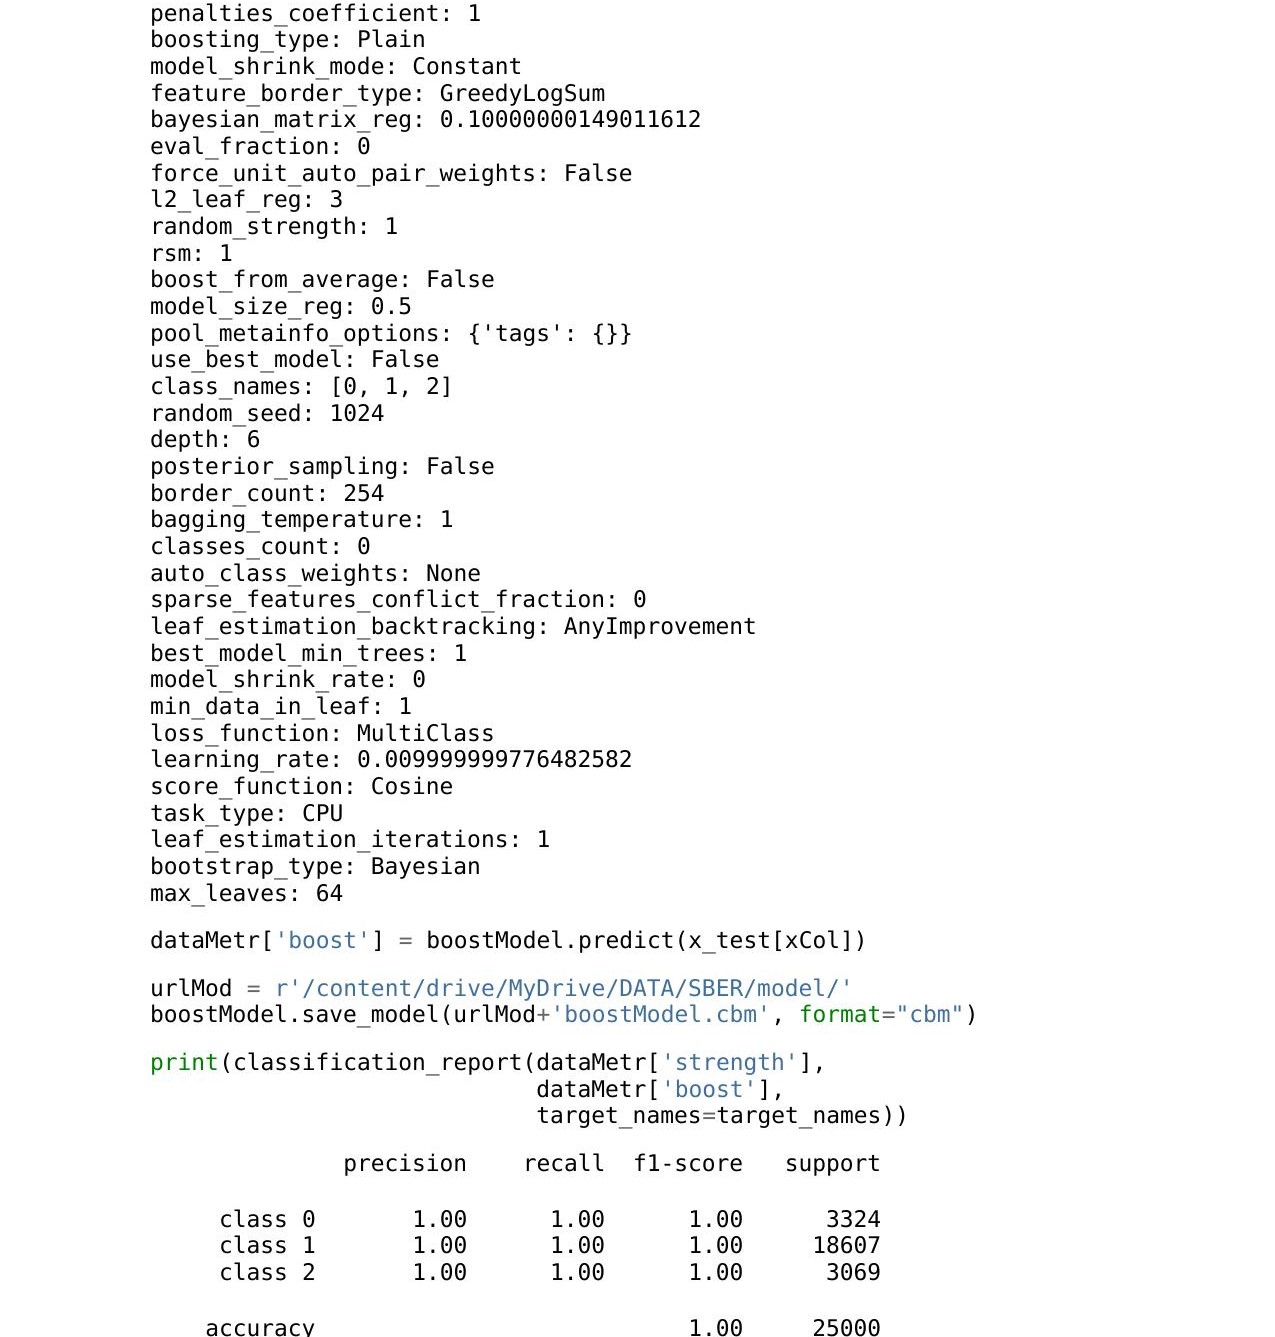 penalties_coefficient: 1
boosting_type: Plain
model_shrink_mode: Constant
feature_border_type: GreedyLogSum
bayesian_matrix_reg: 0.10000000149011612
eval_fraction: 0
force_unit_auto_pair_weights: False
l2_leaf_reg: 3
random_strength: 1
rsm: 1
boost_from_average: False
model_size_reg: 0.5
pool_metainfo_options: {'tags': {}}
use_best_model: False
class_names: [0, 1, 2]
random_seed: 1024
depth: 6
posterior_sampling: False
border_count: 254
bagging_temperature: 1
classes_count: 0
auto_class_weights: None
sparse_features_conflict_fraction: 0
leaf_estimation_backtracking: AnyImprovement
best_model_min_trees: 1
model_shrink_rate: 0
min_data_in_leaf: 1
loss_function: MultiClass
learning_rate: 0.009999999776482582
score_function: Cosine
task_type: CPU
leaf_estimation_iterations: 1
bootstrap_type: Bayesian
max_leaves: 64
dataMetr['boost'] = boostModel.predict(x_test[xCol])
urlMod = r'/content/drive/MyDrive/DATA/SBER/model/'
boostModel.save_model(urlMod+'boostModel.cbm', format="cbm")
print(classification_report(dataMetr['strength'],
dataMetr['boost'],
target_names=target_names))
precision recall f1-score support
class 0 1.00 1.00 1.00 3324
class 1 1.00 1.00 1.00 18607
class 2 1.00 1.00 1.00 3069
accuracy 1.00 25000